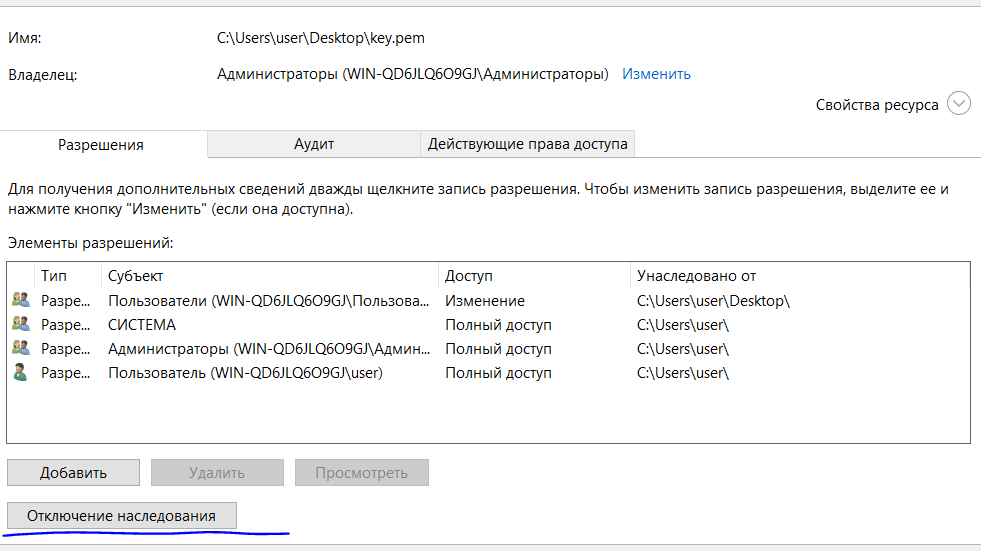 Имя: C:\Users\user\Desktop\key.pem
Владелец: Администраторы (WIN-QD6JLQ6O9GJ\Администраторы) Изменить
Свойства ресурса
Разрешения Аудит Действующие права доступа
Для получения дополнительных сведений дважды щелкните запись разрешения. Чтобы изменить запись разрешения, выделите ее и
нажмите кнопку "Изменить" (если она доступна).
Элементы разрешений:
Тип Субъект Доступ Унаследовано от
Разре... Пользователи (WIN-QD6JLQ6O9GJ\Пользова... Изменение C:\Users\user\Desktop\
Разре... СИСТЕМА Полный доступ C:\Users\user\
Разре... Администраторы (WIN-QD6JLQ6O9GJ\Админ... Полный доступ C:\Users\user\
Разре... Пользователь (WIN-QD6JLQ6O9GJ\user) Полный доступ C:\Users\user\
Добавить Удалить Просмотреть
Отключение наследования